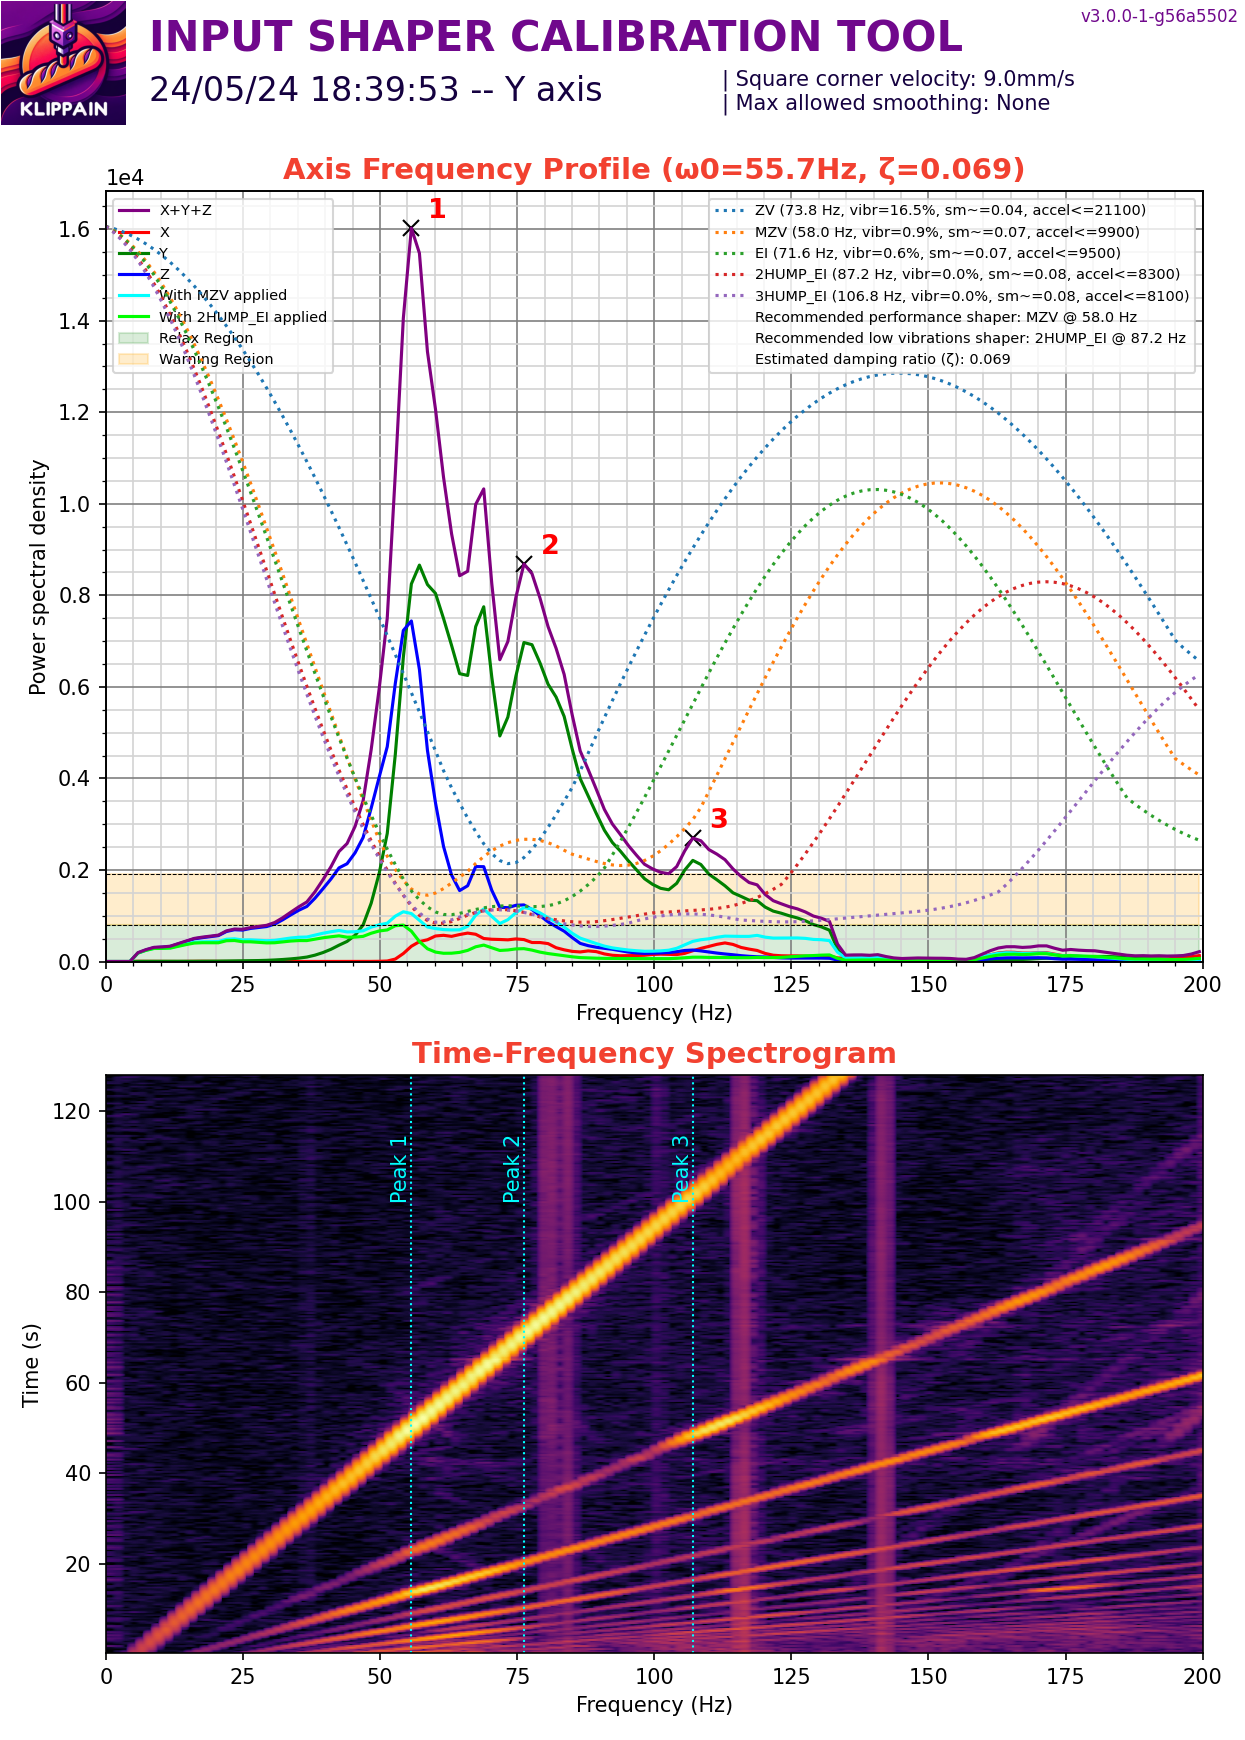 v3.0.0-1-g56a5502
INPUT SHAPER CALIBRATION TOOL
24/05/24 18:39:53 -- Y axis
| Square corner velocity: 9.0mm/s
| Max allowed smoothing: None
KLIPPAIN
Axis Frequency Profile (ω0=55.7Hz, ζ=0.069)
1e4
X+Y+Z
X
Y
Z
With MZV applied
With 2HUMP_EI applied
Relax Region
Warning Region
ZV (73.8 Hz, vibr=16.5%, sm~=0.04, accel<=21100)
MZV (58.0 Hz, vibr=0.9%, sm~=0.07, accel<=9900)
EI (71.6 Hz, vibr=0.6%, sm~=0.07, accel<=9500)
2HUMP_EI (87.2 Hz, vibr=0.0%, sm~=0.08, accel<=8300)
3HUMP_EI (106.8 Hz, vibr=0.0%, sm~=0.08, accel<=8100)
Recommended performance shaper: MZV @ 58.0 Hz
Recommended low vibrations shaper: 2HUMP_EI @ 87.2 Hz
Estimated damping ratio (ζ): 0.069
1
2
3
Power spectral density
1.6
1.4
1.2
1.0
0.8
0.6
0.4
0.2
0.0
0 25 50 75 100 125 150 175 200
Frequency (Hz)
Time-Frequency Spectrogram
Time (s)
120
100
80
60
40
20
Peak 1
Peak 2
Peak 3
0 25 50 75 100 125 150 175 200
Frequency (Hz)